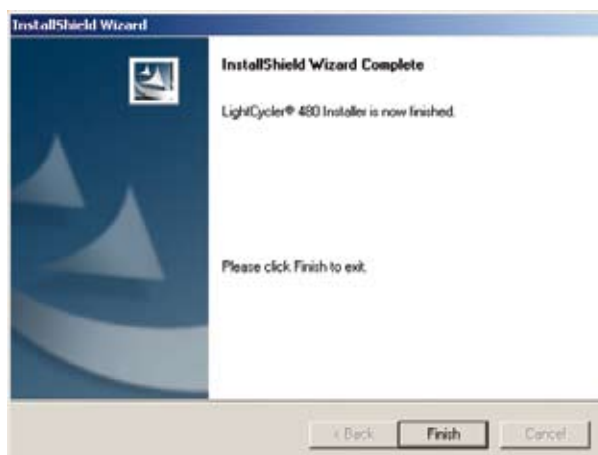 InstallShield Wizard
InstallShield Wizard Complete
LightCycler® 480 Installer is now finished.
Please click Finish to exit.
< Back
Finish
Cancel